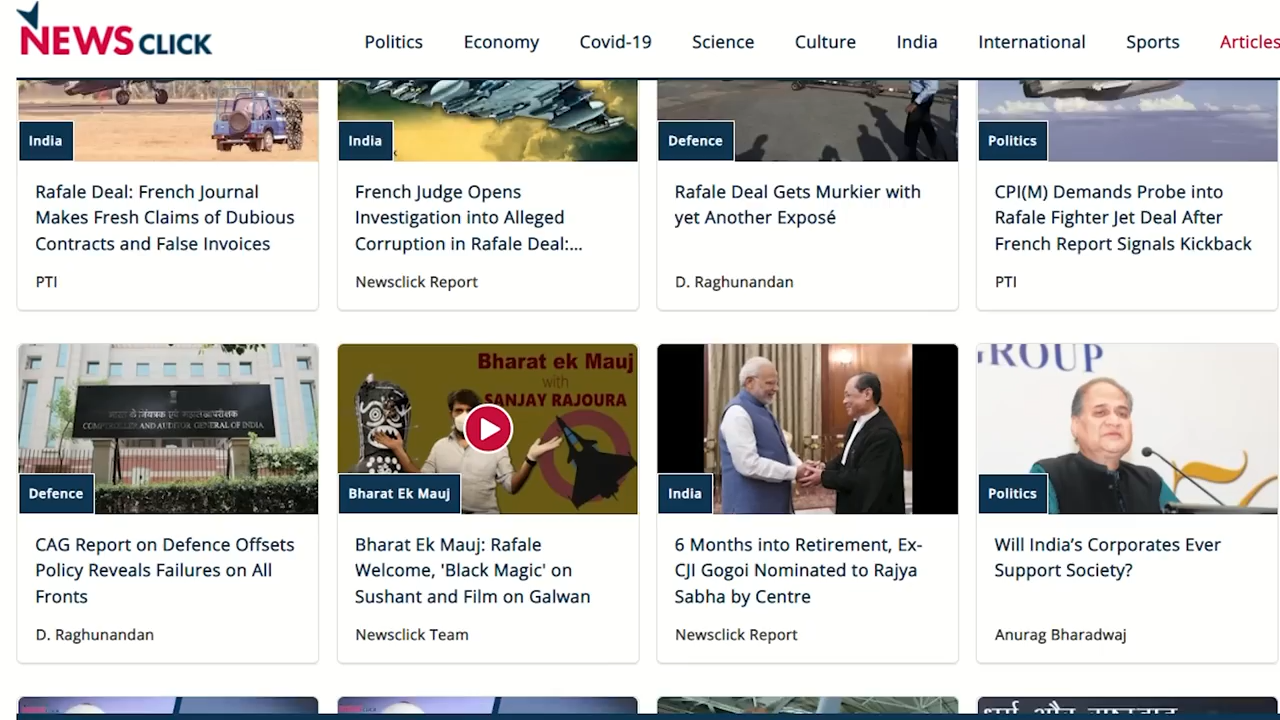 NEWSCLICK
Politics Economy Covid-19 Science Culture India International Sports Articles
India
Rafale Deal: French Journal
Makes Fresh Claims of Dubious
Contracts and False Invoices
PTI
India
French Judge Opens
Investigation into Alleged
Corruption in Rafale Deal:...
Newsclick Report
Defence
Rafale Deal Gets Murkier with
yet Another Exposé
D. Raghunandan
Politics
CPI(M) Demands Probe into
Rafale Fighter Jet Deal After
French Report Signals Kickback
PTI
COMPTROLLER AND AUDITOR GENERAL OF INDIA
Defence
CAG Report on Defence Offsets
Policy Reveals Failures on All
Fronts
D. Raghunandan
Bharat ek Mauj
with
SANJAY RAJOURA
Bharat Ek Mauj
Bharat Ek Mauj: Rafale
Welcome, 'Black Magic' on
Sushant and Film on Galwan
Newsclick Team
India
6 Months into Retirement, Ex-
CJI Gogoi Nominated to Rajya
Sabha by Centre
Newsclick Report
GROUP
Politics
Will India’s Corporates Ever
Support Society?
Anurag Bharadwaj